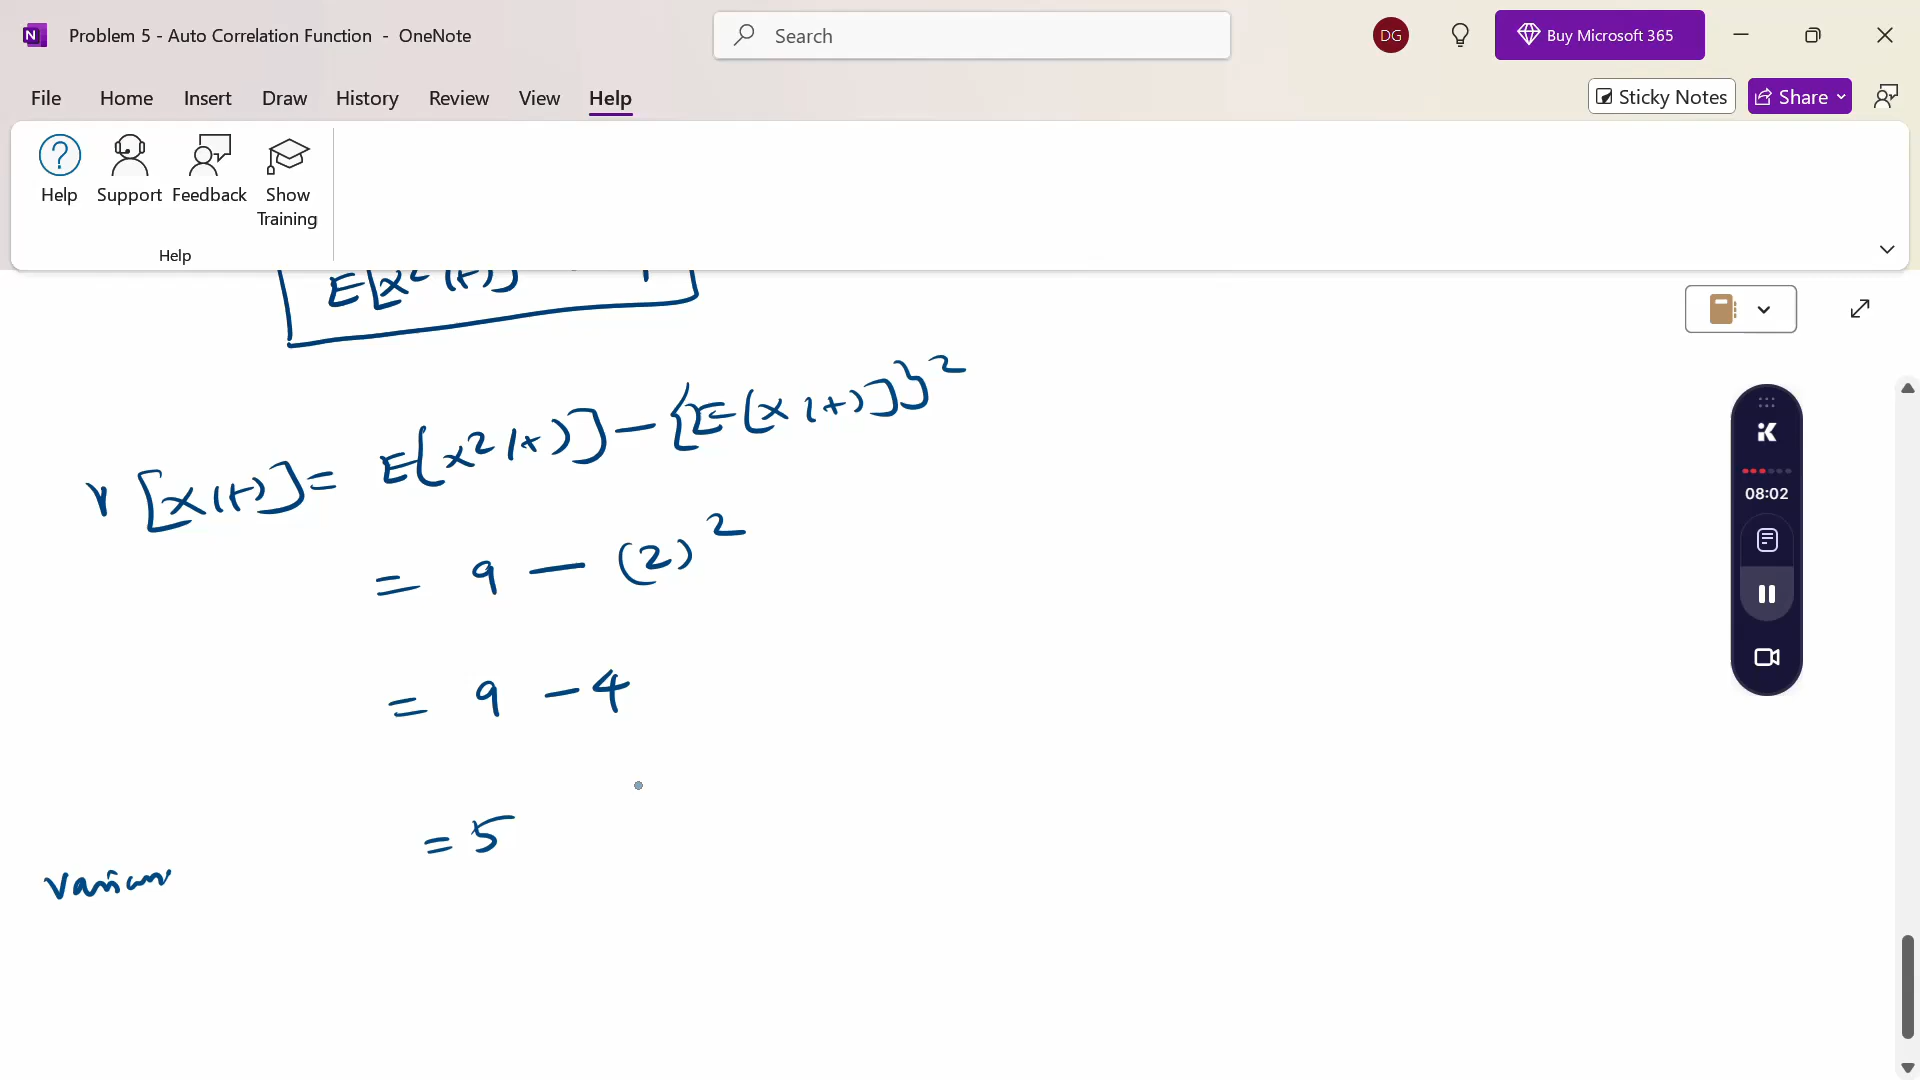 Problem 5 - Auto Correlation Function - OneNote
Search
DG
Buy Microsoft 365
File Home Insert Draw History Review View Help
Sticky Notes
Share
Help Support Feedback Show Training
Help
E[x²(t)]
V[x(t)] = E[x²(t)] - {E[x(t)]}²
= 9 - (2)²
= 9 - 4
= 5
08:02